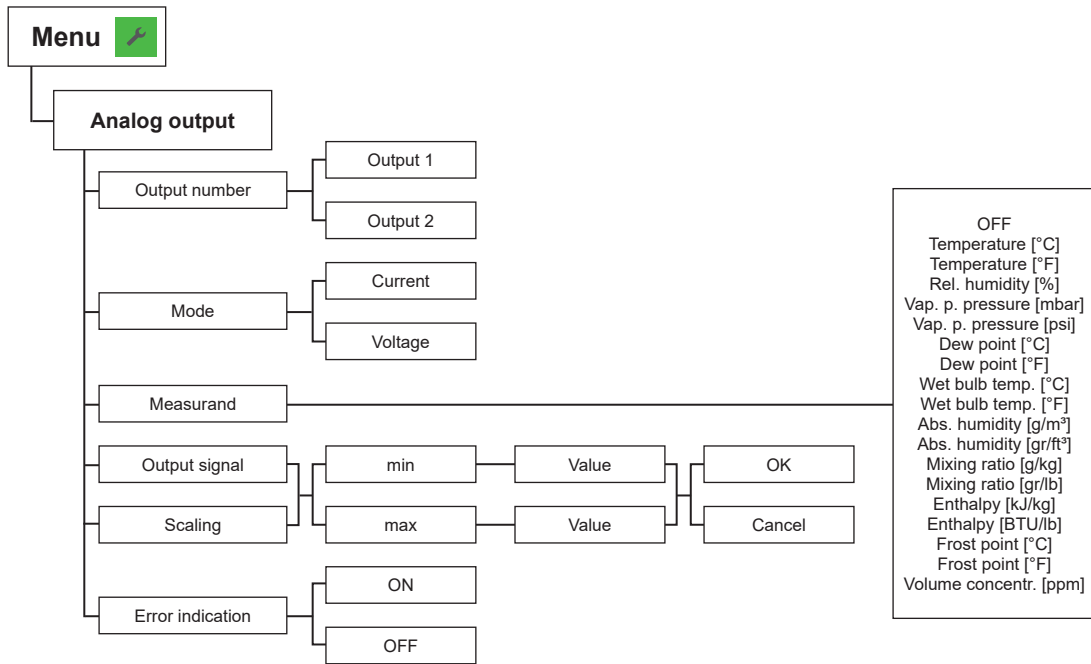 Menu
Analog output
Output number
Output 1
Output 2
Mode
Current
Voltage
Measurand
OFF
Temperature [°C]
Temperature [°F]
Rel. humidity [%]
Vap. p. pressure [mbar]
Vap. p. pressure [psi]
Dew point [°C]
Dew point [°F]
Wet bulb temp. [°C]
Wet bulb temp. [°F]
Abs. humidity [g/m³]
Abs. humidity [gr/ft³]
Mixing ratio [g/kg]
Mixing ratio [gr/lb]
Enthalpy [kJ/kg]
Enthalpy [BTU/lb]
Frost point [°C]
Frost point [°F]
Volume concentr. [ppm]
Output signal
min
Value
OK
Scaling
max
Value
Cancel
Error indication
ON
OFF